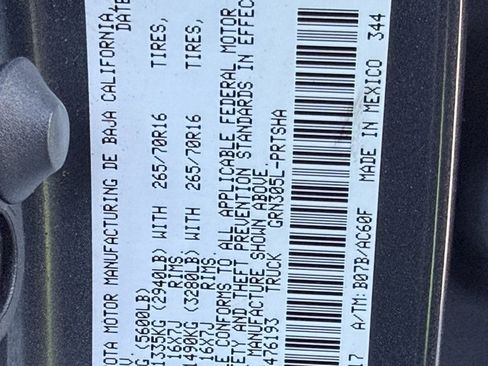 OTA MOTOR MANUFACTURING DE BAJA CALIFORNIA,
V. DATE
G (5600LB)
1335KG (2940LB) WITH 265/70R16 TIRES,
16X7J RIMS,
1490KG (3280LB) WITH 265/70R16 TIRES,
16X7J RIMS.
E CONFORMS TO ALL APPLICABLE FEDERAL MOTOR
ETY AND THEFT PREVENTION STANDARDS IN EFFEC
MANUFACTURE SHOWN ABOVE.
476193 TRUCK GRN305L-PRTSHA
17 A/TM: B07B/AC60F MADE IN MEXICO 344